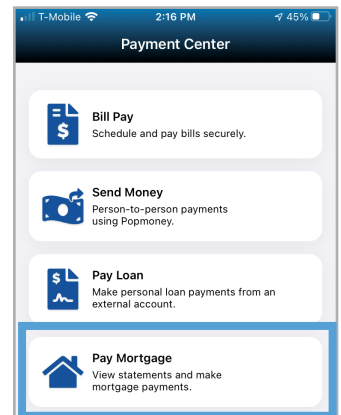 T-Mobile 2:16 PM 45%
Payment Center
Bill Pay
$
Schedule and pay bills securely.
Send Money
Person-to-person payments
using Popmoney.
$
Pay Loan
Make personal loan payments from an
external account.
Pay Mortgage
View statements and make
mortgage payments.